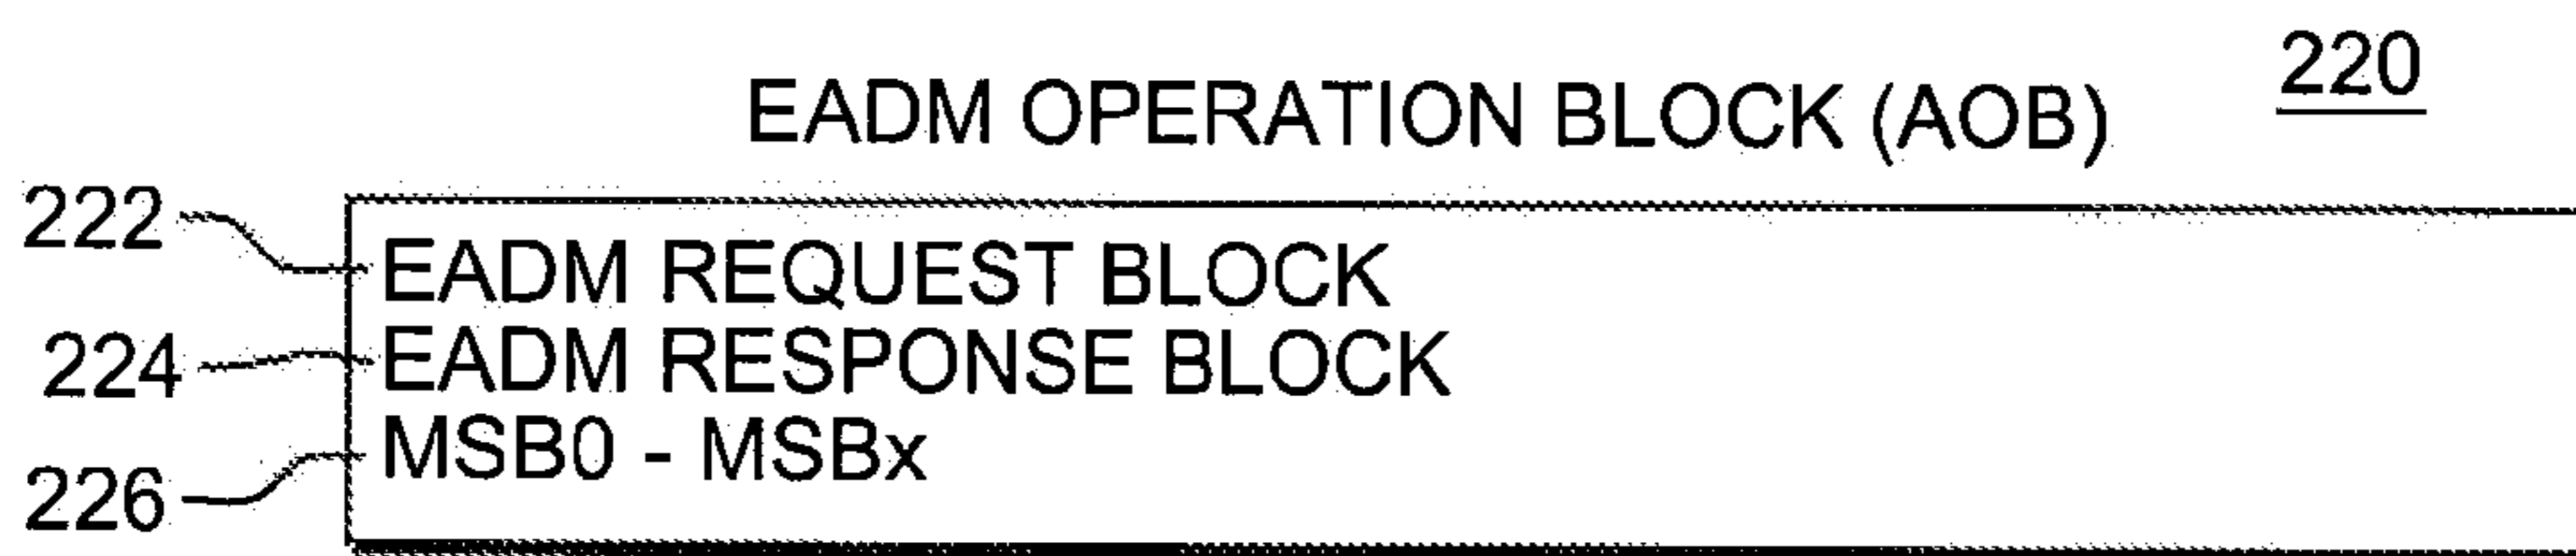 220
EADM OPERATION BLOCK (AOB)
222
EADM REQUEST BLOCK
224
EADM RESPONSE BLOCK
226
MSB0 - MSBx